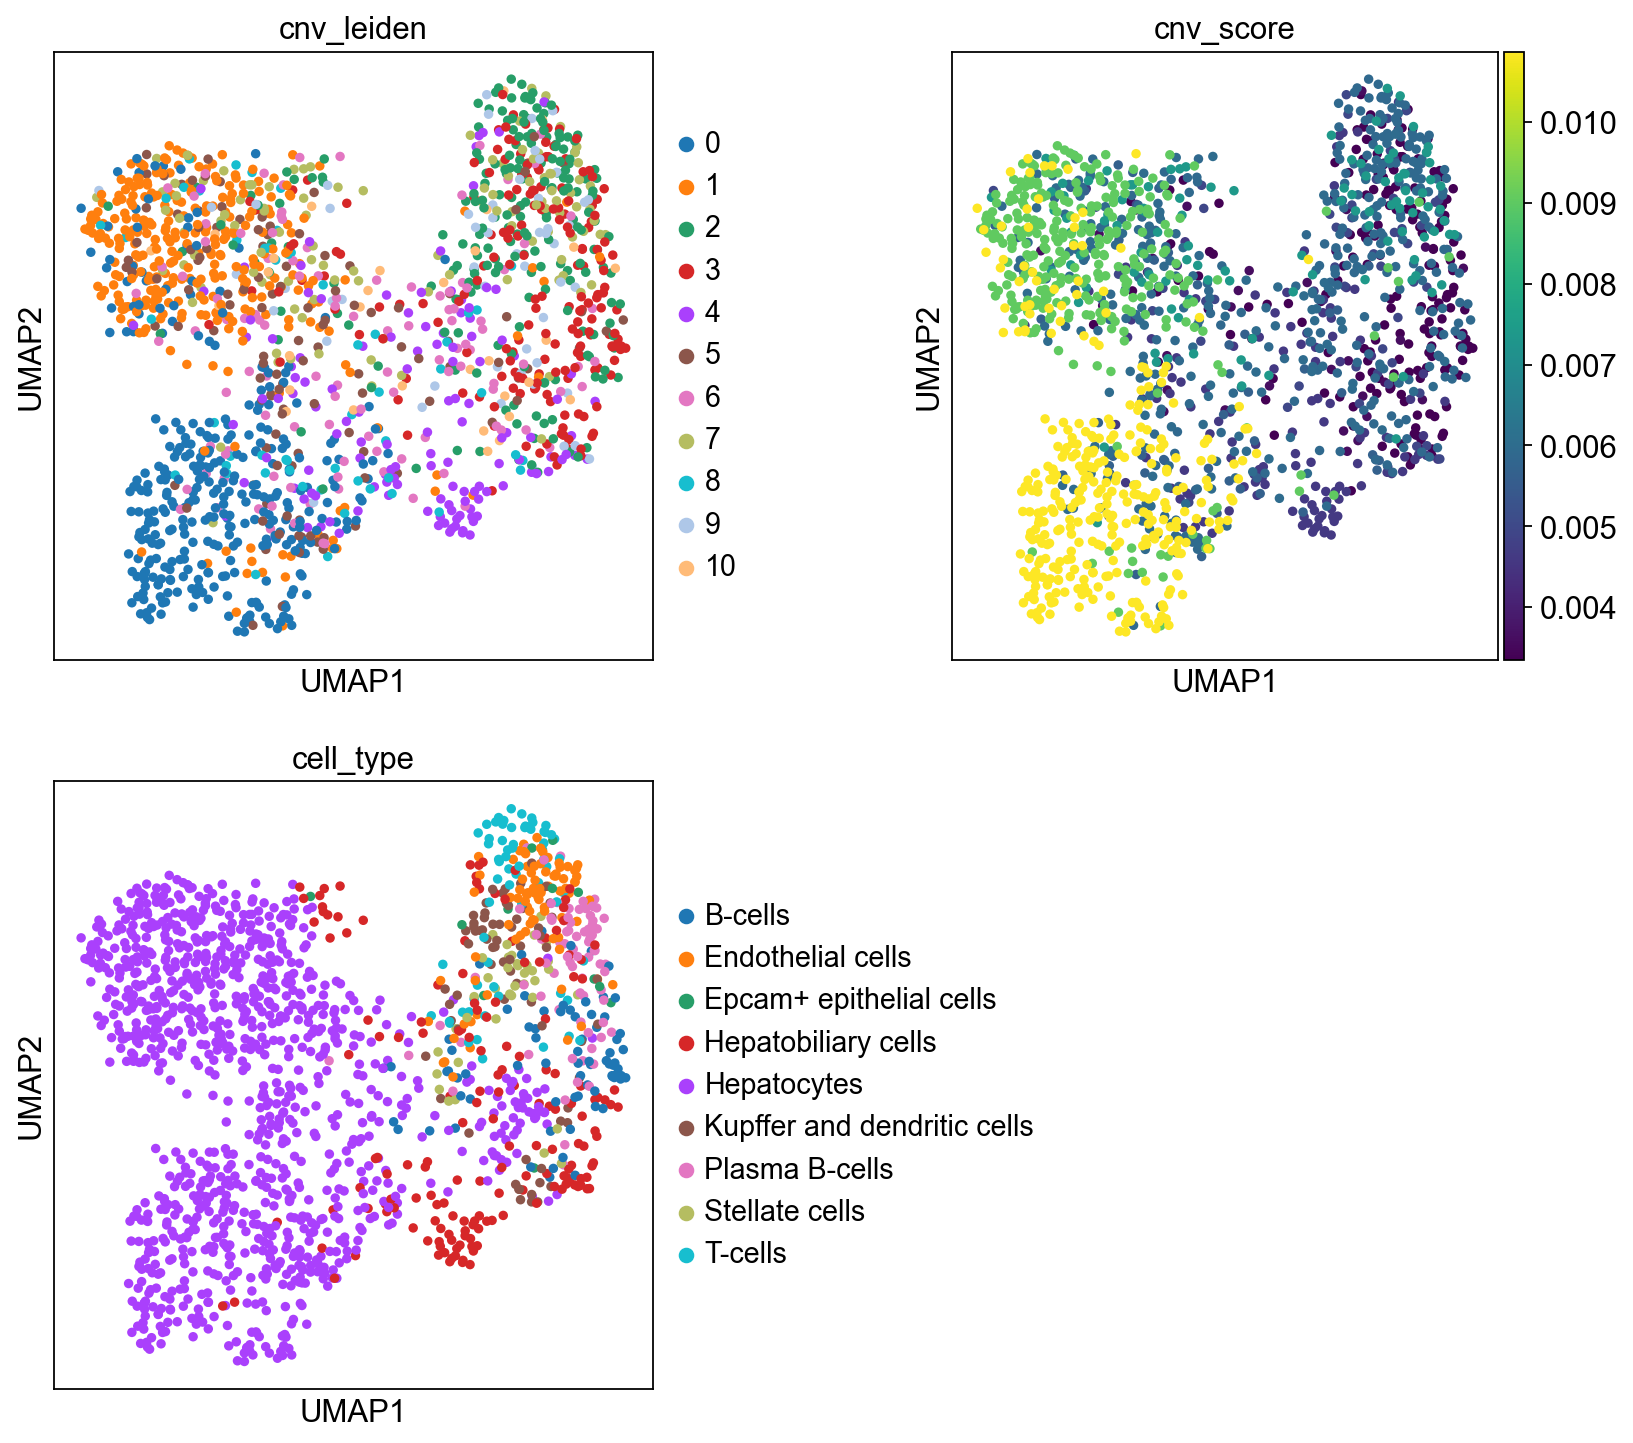 cnv_leiden
UMAP2
UMAP1
0
1
2
3
4
5
6
7
8
9
10
cnv_score
UMAP2
UMAP1
0.010
0.009
0.008
0.007
0.006
0.005
0.004
cell_type
UMAP2
UMAP1
B-cells
Endothelial cells
Epcam+ epithelial cells
Hepatobiliary cells
Hepatocytes
Kupffer and dendritic cells
Plasma B-cells
Stellate cells
T-cells